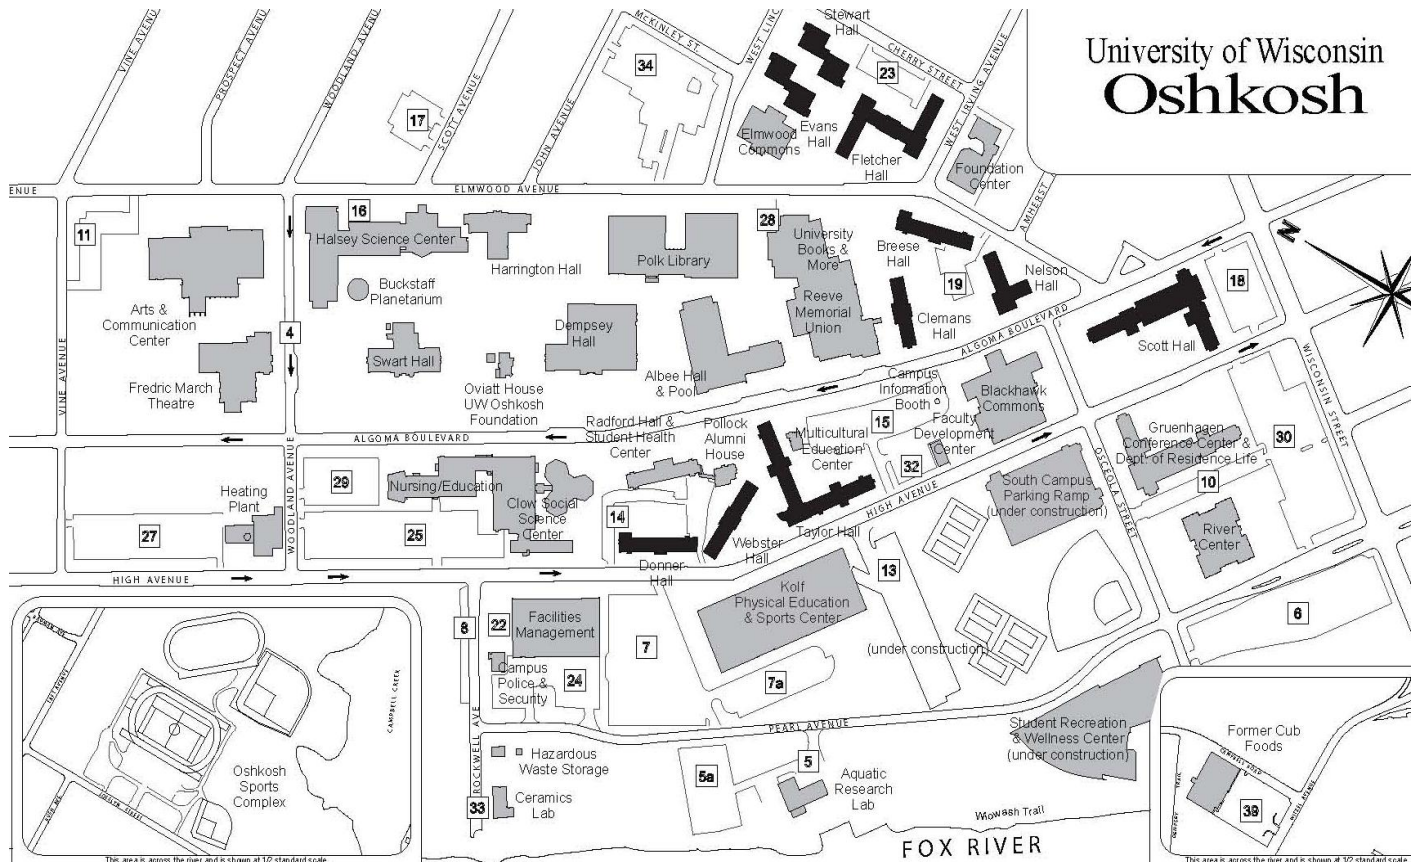 University of Wisconsin
Oshkosh
VINE AVENUE
PROSPECT AVENUE
WOODLAND AVENUE
SCOTT AVENUE
JOHN AVENUE
MCKINLEY ST.
WEST LINC
Stewart
Hall
CHERRY STREET
WEST IRVING AVENUE
34
23
17
Elmwood
Commons
Evans
Hall
Fletcher
Hall
Foundation
Center
AMHERST
ENUE
ELMWOOD AVENUE
11
16
Halsey Science Center
Harrington Hall
Polk Library
28
University
Books &
More
Breese
Hall
Nelson
Hall
N
18
19
Buckstaff
Planetarium
Arts &
Communication
Center
4
Reeve
Memorial
Union
Clemans
Hall
ALGOMA BOULEVARD
Scott Hall
Dempsey
Hall
Swart Hall
Fredric March
Theatre
VINE AVENUE
Oviatt House
UW Oshkosh
Foundation
Albee Hall
& Pool
Campus
Information
Booth
Blackhawk
Commons
WISCONSIN STREET
ALGOMA BOULEVARD
Radford Hall &
Student Health
Center
Pollock
Alumni
House
15
Multicultural
Education
Center
Faculty
Development
Center
32
Gruenhagen
Conference Center &
Dept. of Residence Life
30
10
OSCEOLA STREET
WOODLAND AVENUE
29
Nursing/Education
Heating
Plant
Clow Social
Science
Center
14
HIGH AVENUE
South Campus
Parking Ramp
(under construction)
River
Center
27
25
Webster
Hall
Taylor Hall
Donner
Hall
13
HIGH AVENUE
Kolf
Physical Education
& Sports Center
(under construction)
6
8
22
Facilities
Management
7
Campus
Police &
Security
24
7a
ROCKWELL AVE
PEARL AVENUE
Student Recreation
& Wellness Center
(under construction)
Hazardous
Waste Storage
5a
5
Aquatic
Research
Lab
33
Ceramics
Lab
Wiowash Trail
FOX RIVER
CAMPBELL CREEK
Oshkosh
Sports
Complex
JOSSLYN STREET
This area is across the river and is shown at 1/2 standard scale
Former Cub
Foods
CAMPBELL ROAD
39
This area is across the river and is shown at 1/2 standard scale